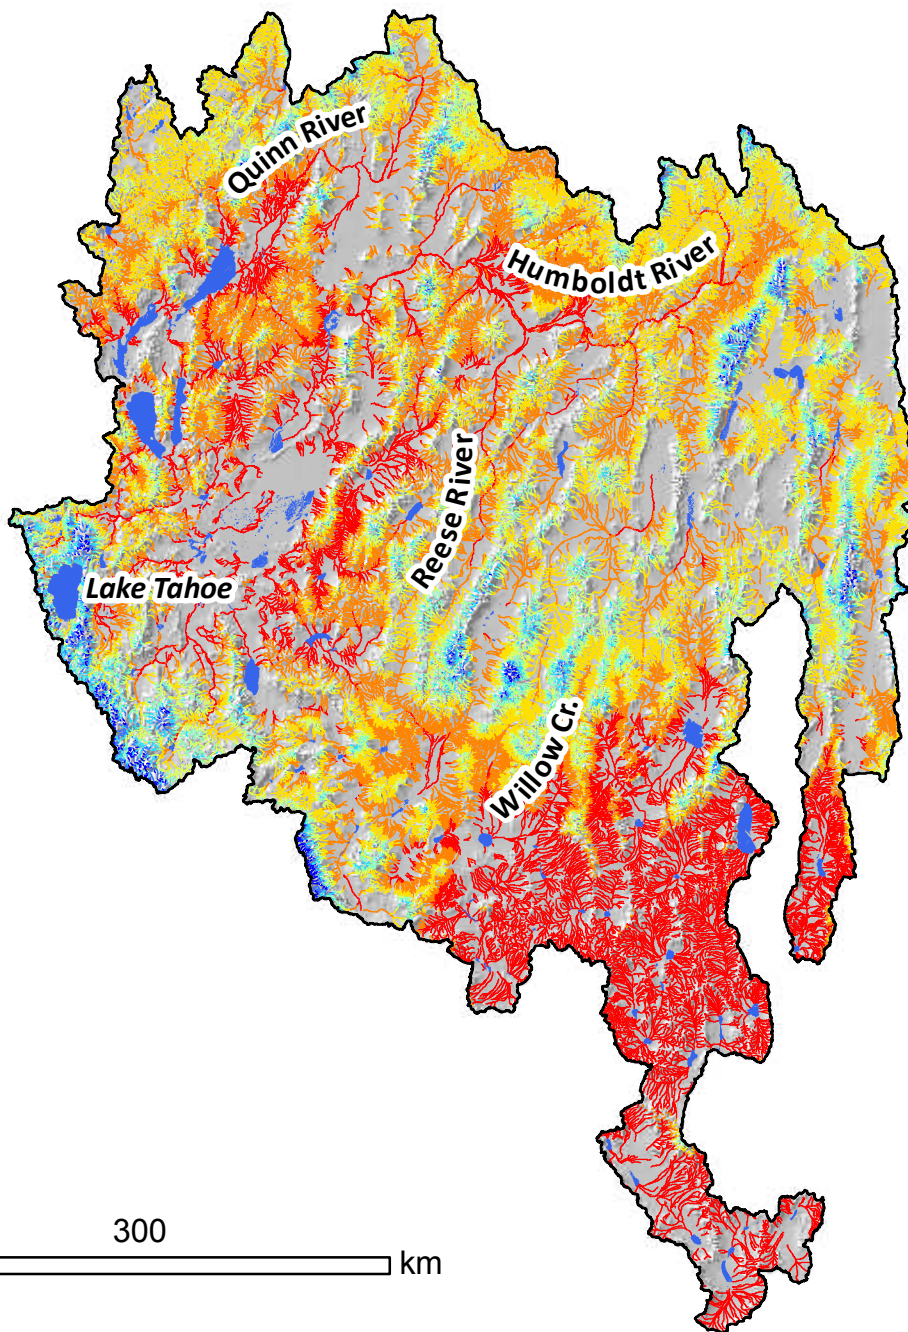 Quinn River
Humboldt River
Reese River
Lake Tahoe
Willow Cr.
300
km